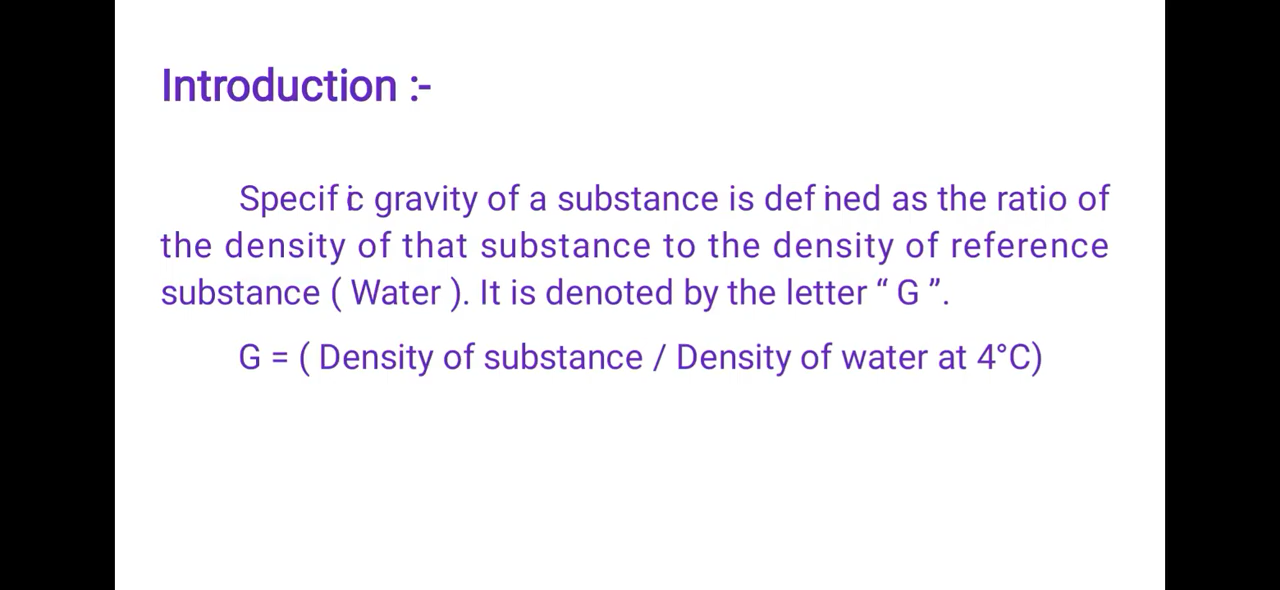 Introduction :-
Specific gravity of a substance is defined as the ratio of
the density of that substance to the density of reference
substance ( Water ). It is denoted by the letter “ G ”.
G = ( Density of substance / Density of water at 4°C)